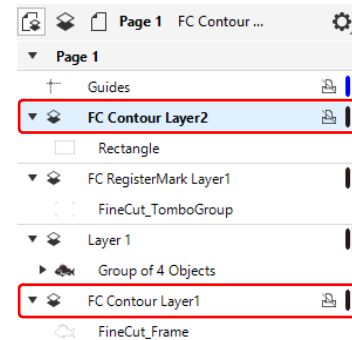 Page 1 FC Contour ...
Page 1
Guides
FC Contour Layer2
Rectangle
FC RegisterMark Layer1
FineCut_TomboGroup
Layer 1
Group of 4 Objects
FC Contour Layer1
FineCut_Frame